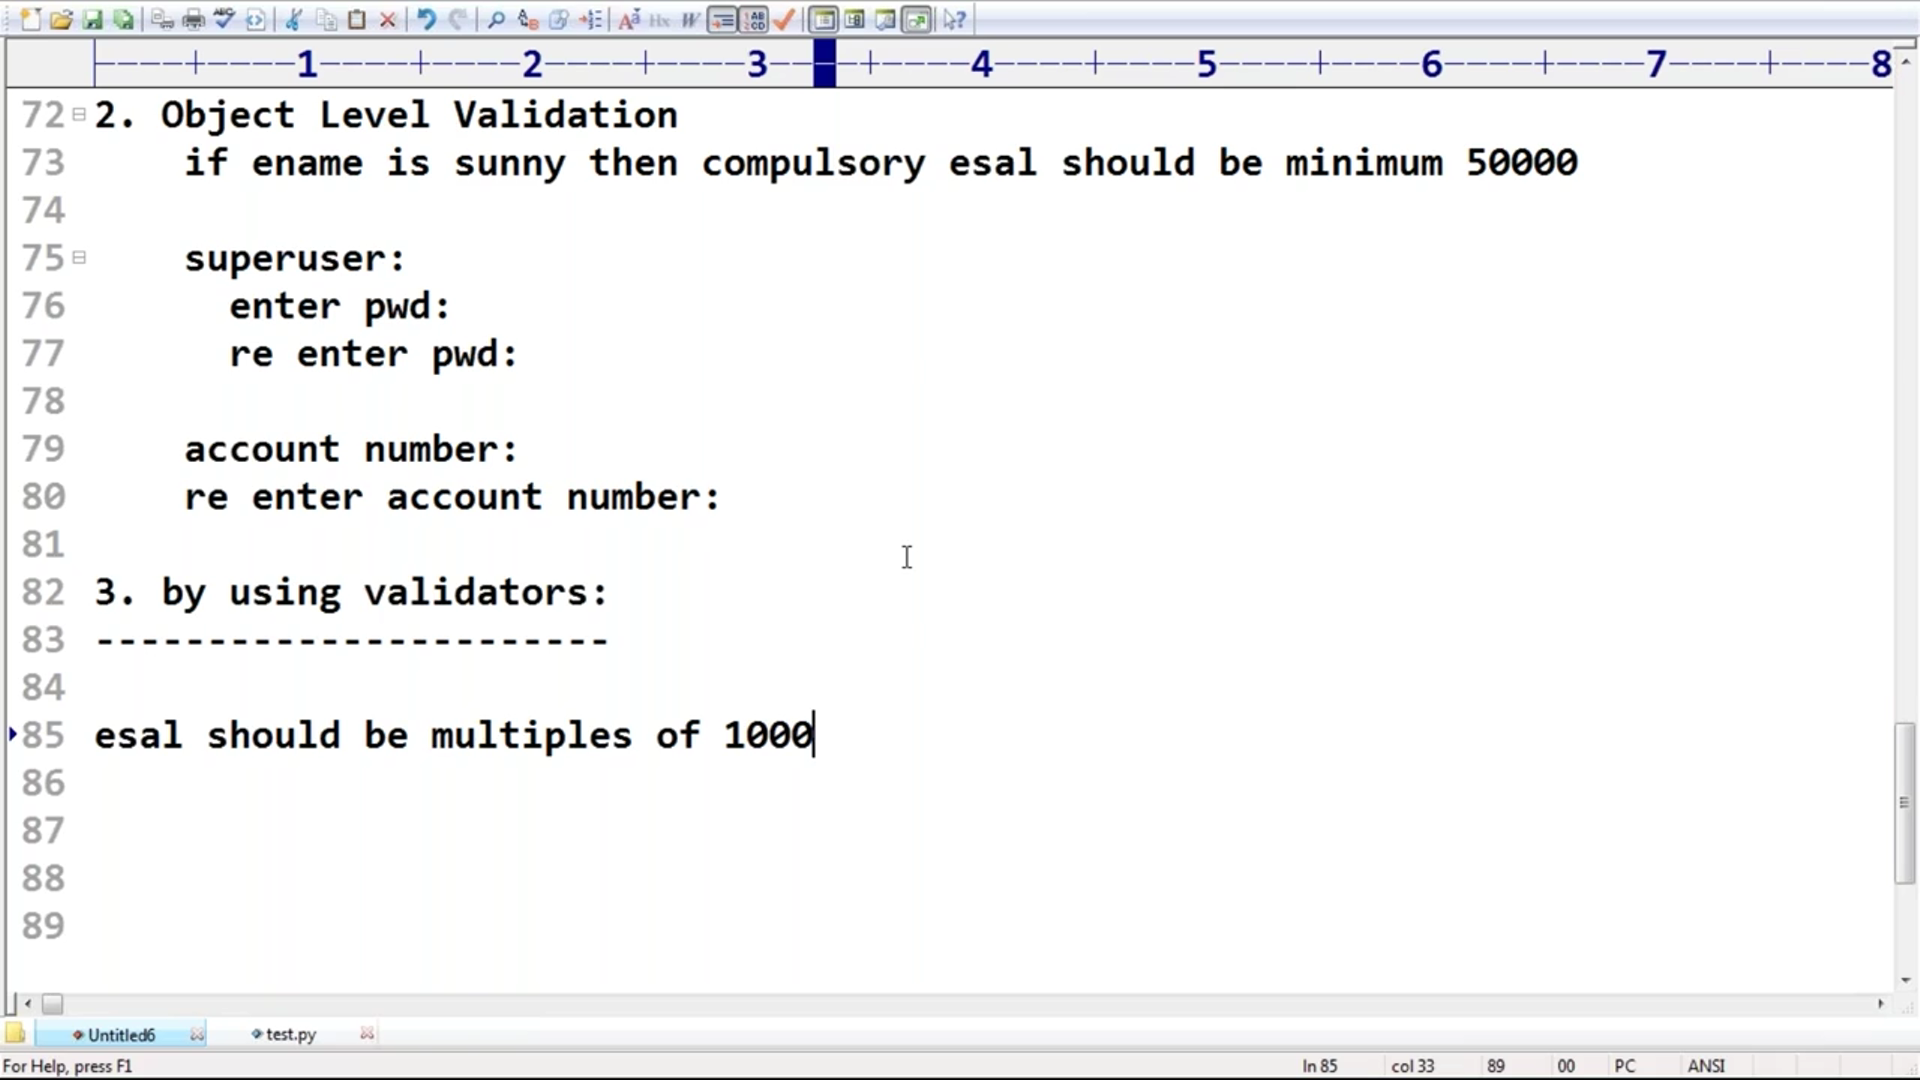 1 2 3 4 5 6 7 8
72 2. Object Level Validation
73 if ename is sunny then compulsory esal should be minimum 50000
74
75 superuser:
76 enter pwd:
77 re enter pwd:
78
79 account number:
80 re enter account number:
81
82 3. by using validators:
83 -----------------------
84
85 esal should be multiples of 1000
86
87
88
89
Untitled6 test.py
For Help, press F1 ln 85 col 33 89 00 PC ANSI